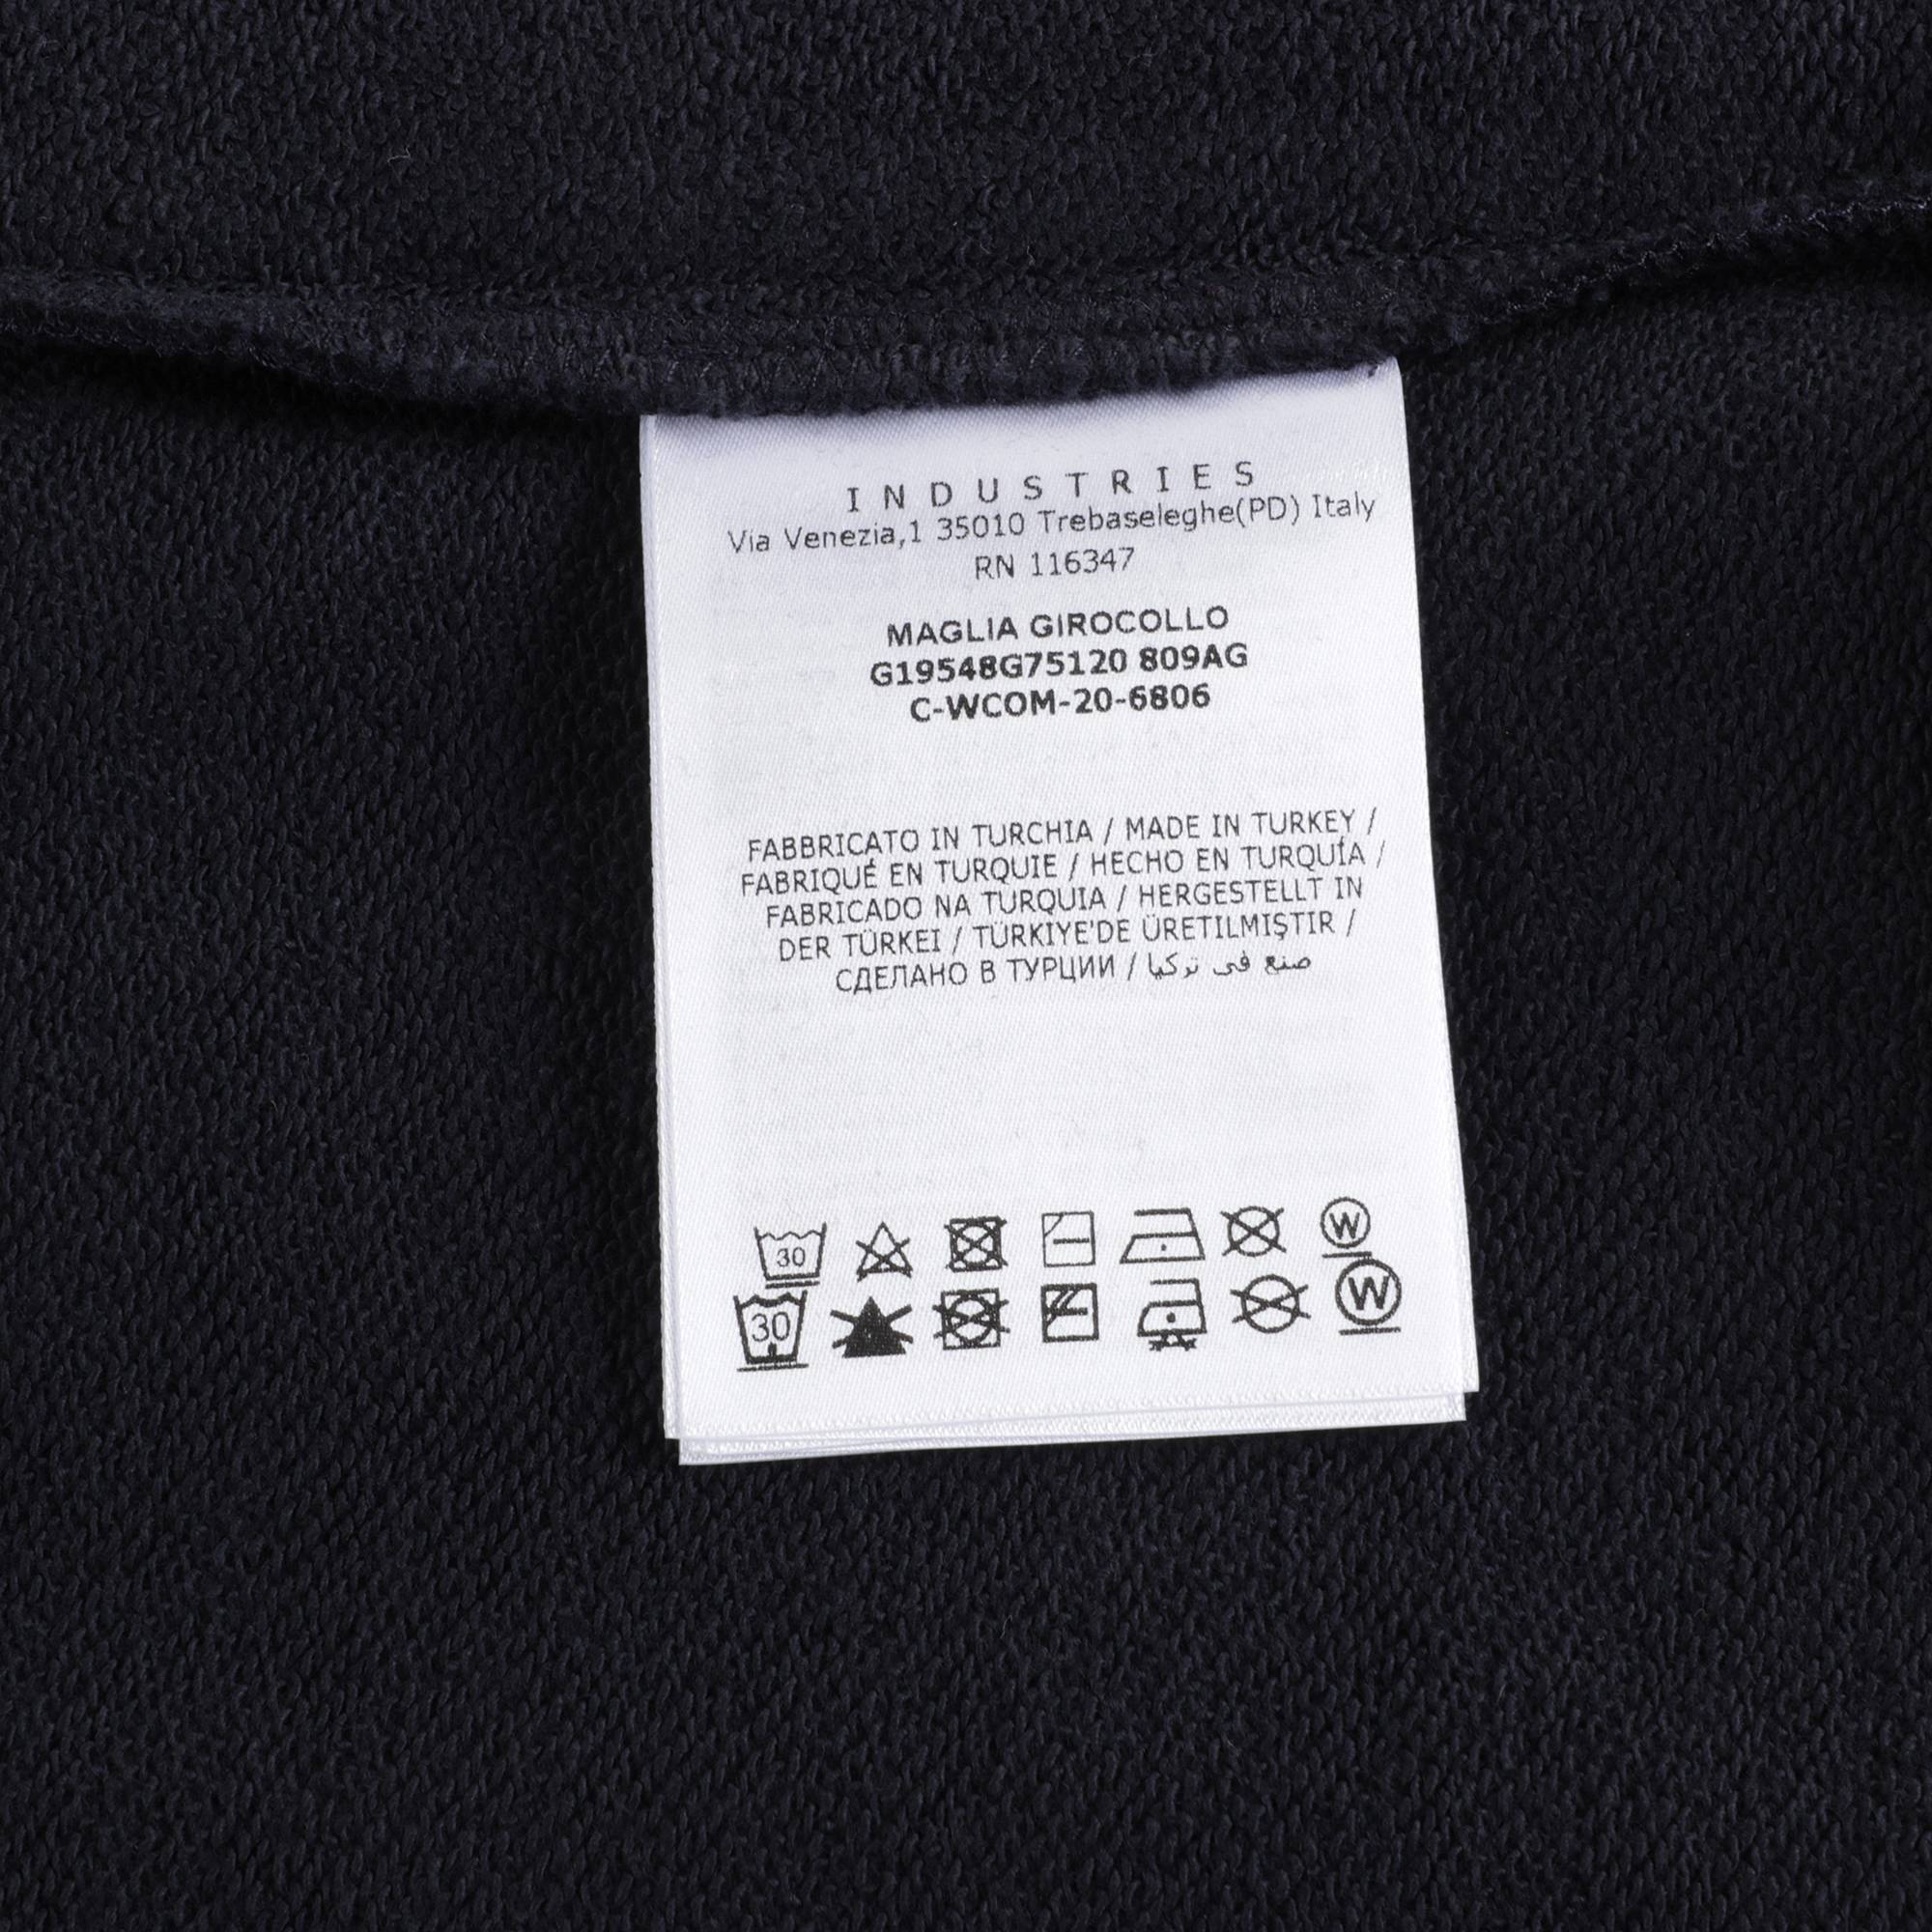 INDUSTRIES
Via Venezia,1 35010 Trebaseleghe(PD) Italy
RN 116347
MAGLIA GIROCOLLO
G19548G75120 809AG
C-WCOM-20-6806
FABBRICATO IN TURCHIA / MADE IN TURKEY /
FABRIQUÉ EN TURQUIE / HECHO EN TURQUÍA /
FABRICADO NA TURQUIA / HERGESTELLT IN
DER TÜRKEI / TÜRKIYE'DE ÜRETILMIŞTIR /
СДЕЛАНО В ТУРЦИИ / صنع في تركيا
30 W
30 W